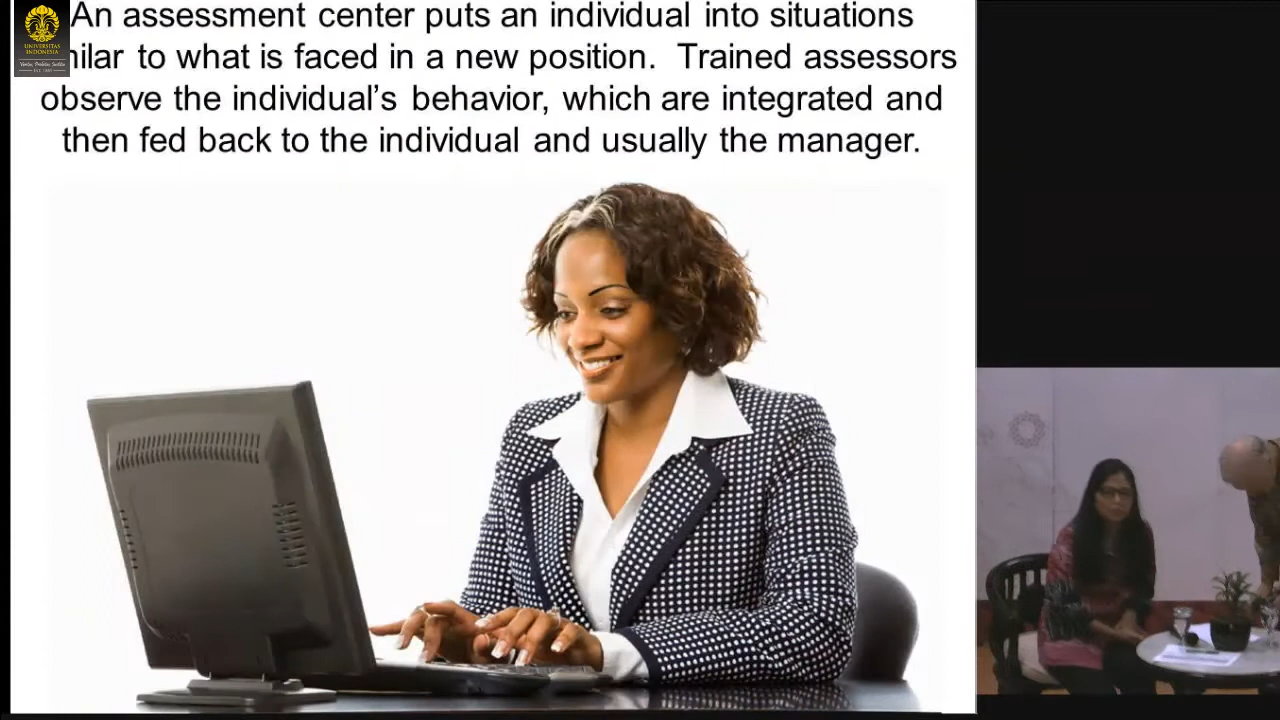 An assessment center puts an individual into situations
milar to what is faced in a new position. Trained assessors
observe the individual's behavior, which are integrated and
then fed back to the individual and usually the manager.
UNIVERSITAS
INDONESIA